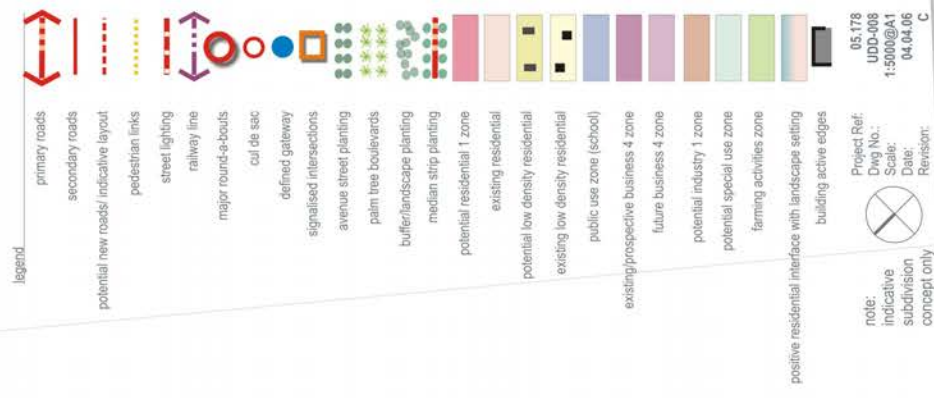 legend
primary roads
secondary roads
potential new roads/ indicative layout
pedestrian links
street lighting
railway line
major round-a-bouts
cul de sac
defined gateway
signalised intersections
avenue street planting
palm tree boulevards
buffer/landscape planting
median strip planting
potential residential 1 zone
existing residential
potential low density residential
existing low density residential
public use zone (school)
existing/prospective business 4 zone
future business 4 zone
potential industry 1 zone
potential special use zone
farming activities zone
positive residential interface with landscape setting
building active edges
note:
indicative
subdivision
concept only
Project Ref: 05.178
Dwg No.: UDD-008
Scale: 1:5000@A1
Date: 04.04.06
Revision: C